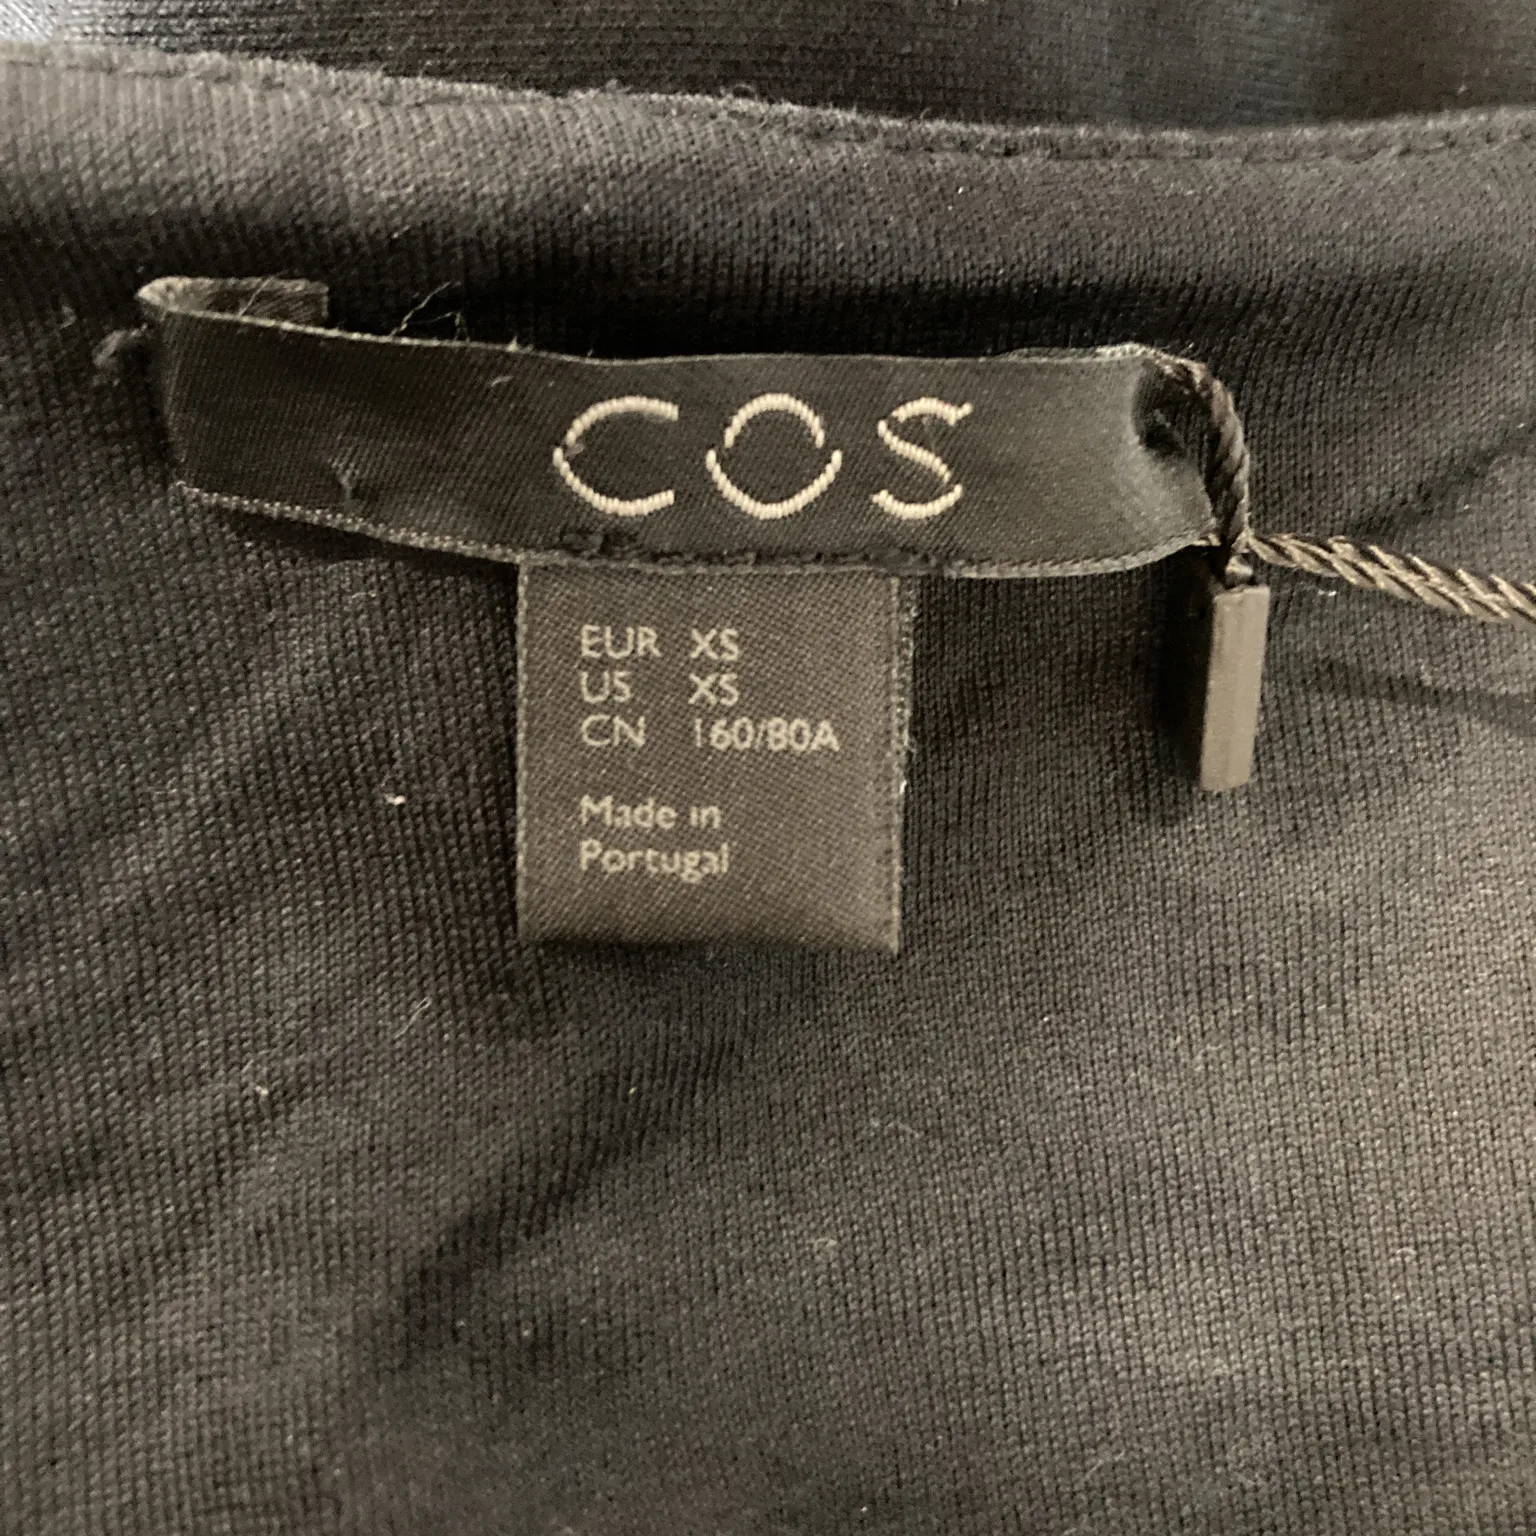 COS
EUR XS
US XS
CN 160/80A
Made in
Portugal